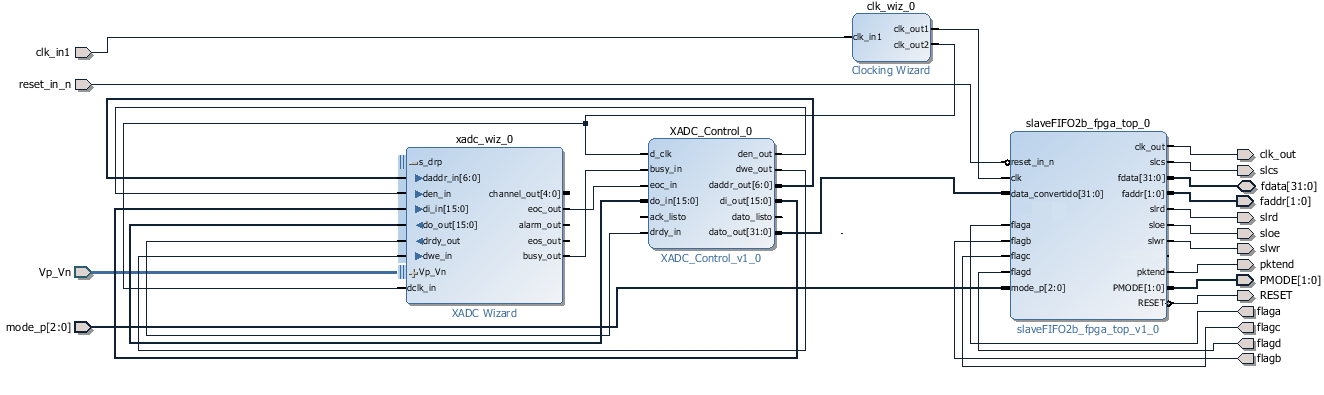 clk_in1
reset_in_n
Vp_Vn
mode_p[2:0]
clk_wiz_0
clk_in1
clk_out1
clk_out2
Clocking Wizard
xadc_wiz_0
s_drp
daddr_in[6:0]
den_in
di_in[15:0]
do_out[15:0]
drdy_out
dwe_in
Vp_Vn
dclk_in
channel_out[4:0]
eoc_out
alarm_out
eos_out
busy_out
XADC Wizard
XADC_Control_0
d_clk
busy_in
eoc_in
do_in[15:0]
ack_listo
drdy_in
den_out
dwe_out
daddr_out[6:0]
di_out[15:0]
dato_listo
dato_out[31:0]
XADC_Control_v1_0
slaveFIFO2b_fpga_top_0
reset_in_n
clk
data_convertido[31:0]
flaga
flagb
flagc
flagd
mode_p[2:0]
clk_out
slcs
fdata[31:0]
faddr[1:0]
slrd
sloe
slwr
pktend
PMODE[1:0]
RESET
slaveFIFO2b_fpga_top_v1_0
clk_out
slcs
fdata[31:0]
faddr[1:0]
slrd
sloe
slwr
pktend
PMODE[1:0]
RESET
flaga
flagc
flagd
flagb